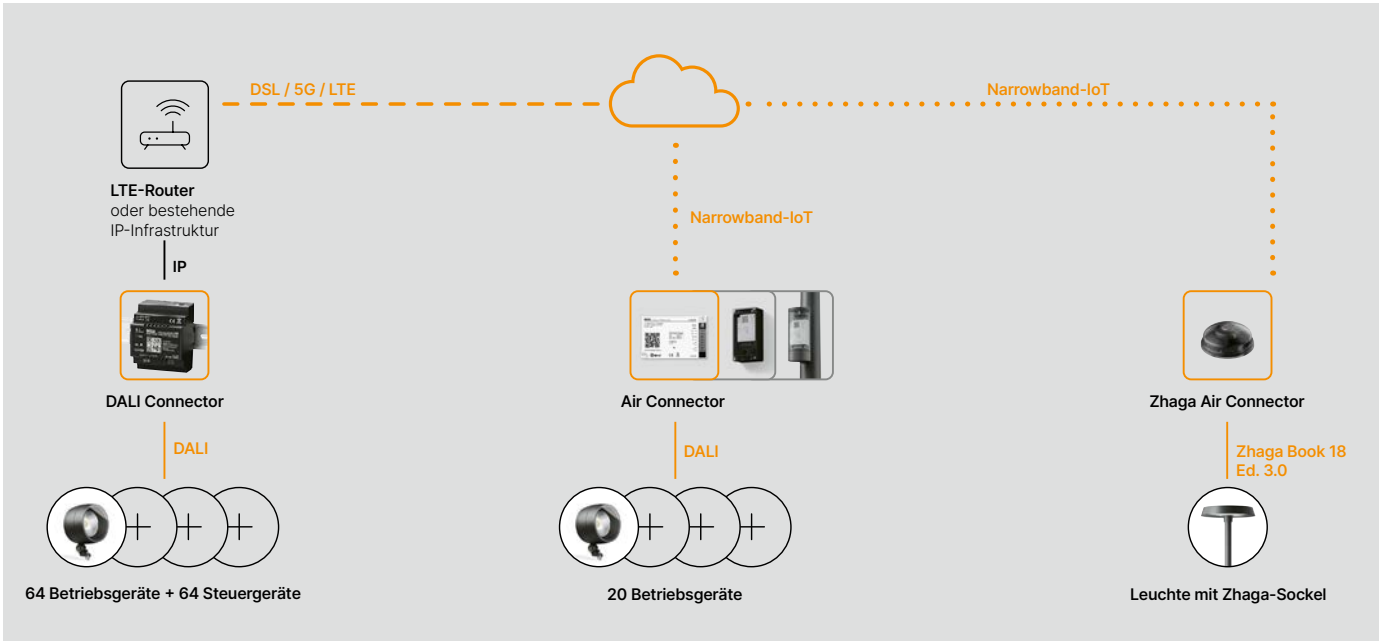 DSL / 5G / LTE
Narrowband-IoT
LTE-Router
oder bestehende
IP-Infrastruktur
Narrowband-IoT
IP
DALI Connector
Air Connector
Zhaga Air Connector
DALI
DALI
Zhaga Book 18
Ed. 3.0
64 Betriebsgeräte + 64 Steuergeräte
20 Betriebsgeräte
Leuchte mit Zhaga-Sockel